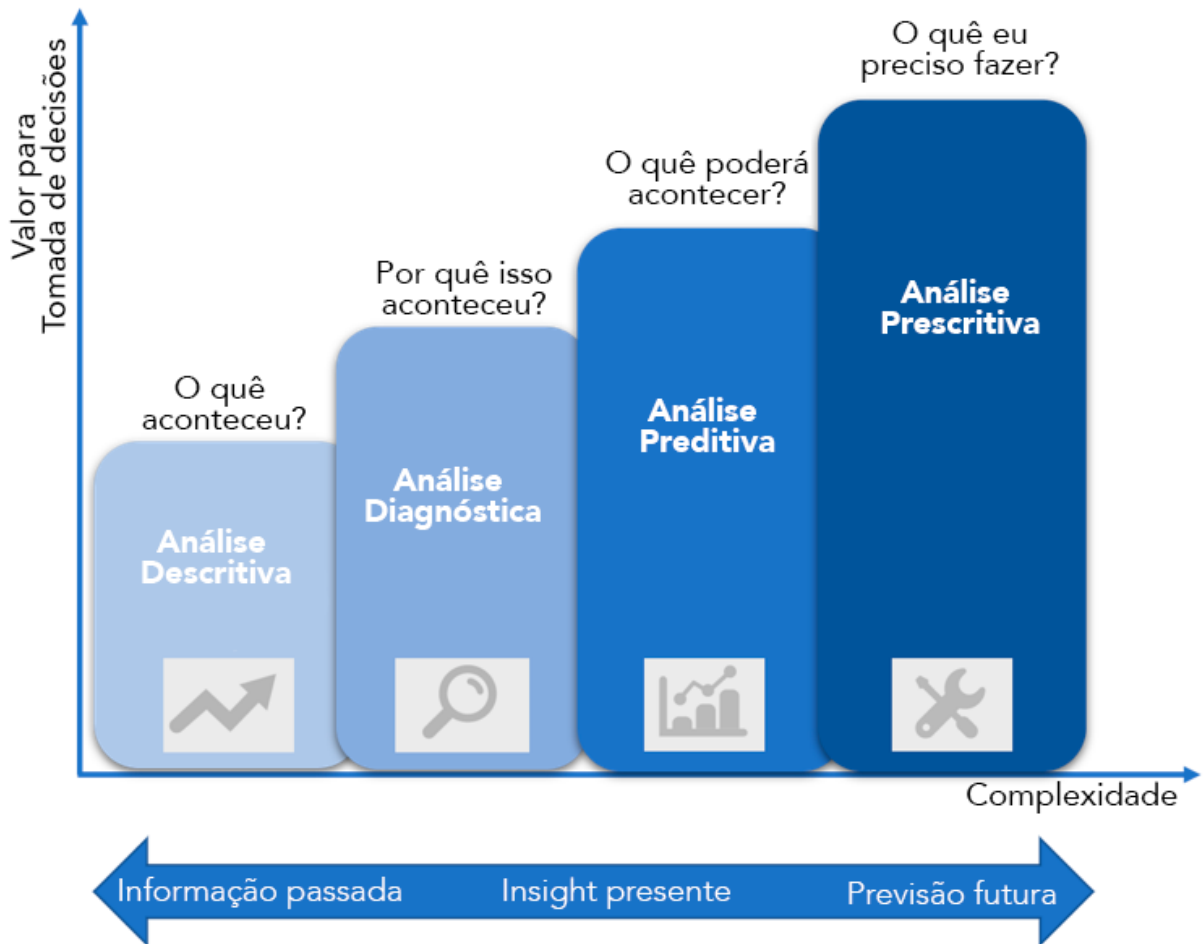 Valor para
Tomada de decisões
O quê
aconteceu?
Análise
Descritiva
Por quê isso
aconteceu?
Análise
Diagnóstica
O quê poderá
acontecer?
Análise
Preditiva
O quê eu
preciso fazer?
Análise
Prescritiva
Complexidade
Informação passada
Insight presente
Previsão futura